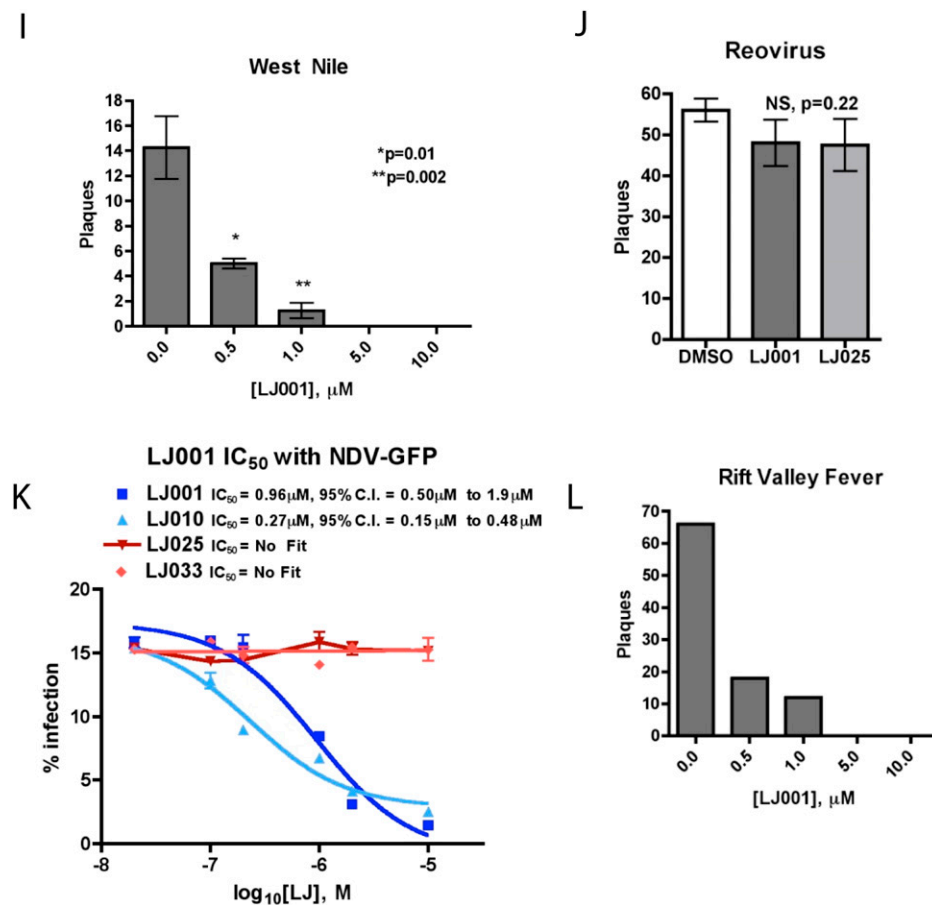 I
West Nile
Plaques
18
16
14
12
10
8
6
4
2
0
*p=0.01
**p=0.002
*
**
0.0 0.5 1.0 5.0 10.0
[LJ001], μM
J
Reovirus
Plaques
60
50
40
30
20
10
0
NS, p=0.22
DMSO LJ001 LJ025
K
LJ001 IC50 with NDV-GFP
LJ001 IC50 = 0.96μM, 95% C.I. = 0.50μM to 1.9μM
LJ010 IC50 = 0.27μM, 95% C.I. = 0.15μM to 0.48μM
LJ025 IC50 = No Fit
LJ033 IC50 = No Fit
% infection
20
15
10
5
0
-8 -7 -6 -5
log10[LJ], M
L
Rift Valley Fever
Plaques
70
60
50
40
30
20
10
0
0.0 0.5 1.0 5.0 10.0
[LJ001], μM